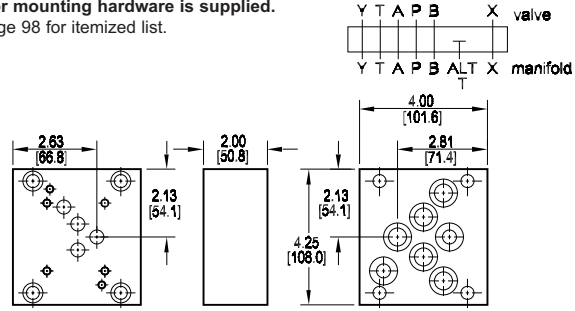 or mounting hardware is supplied.
ge 98 for itemized list.
Y T A P B X valve
T
Y T A P B ALT X manifold
T
4.00
[101.6]
2.63
[66.8]
2.00
[50.8]
2.81
[71.4]
2.13
[54.1]
2.13
[54.1]
4.25
[108.0]